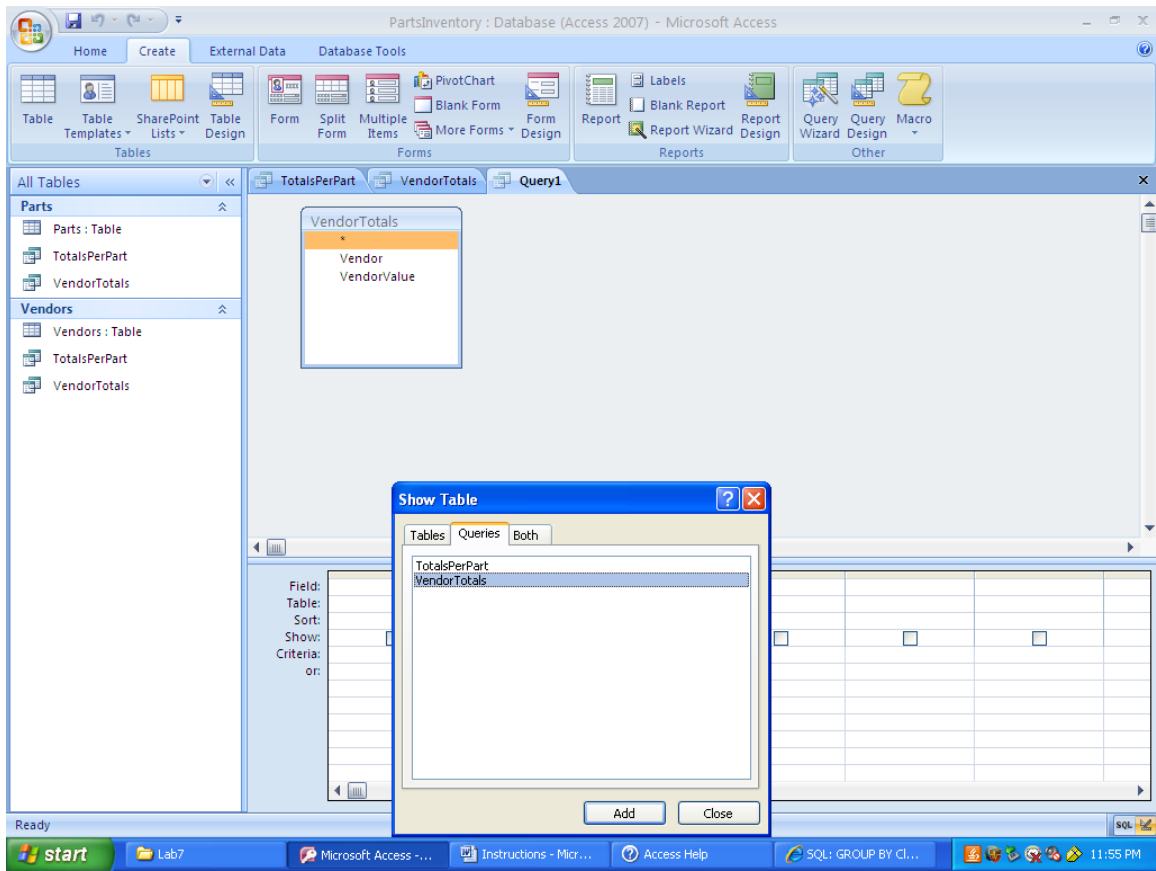 PartsInventory : Database (Access 2007) - Microsoft Access
Home Create External Data Database Tools
PivotChart
Labels
Blank Form
Blank Report
Table
Table Templates
SharePoint Lists
Table Design
Form
Split Form
Multiple Items
More Forms
Form Design
Report
Report Wizard
Report Design
Query Wizard
Query Design
Macro
Tables Forms Reports Other
All Tables
TotalsPerPart VendorTotals Query1
Parts
Parts : Table
TotalsPerPart
VendorTotals
Vendors
Vendors : Table
TotalsPerPart
VendorTotals
VendorTotals
*
Vendor
VendorValue
Show Table
Tables Queries Both
TotalsPerPart
VendorTotals
Add Close
Field:
Table:
Sort:
Show:
Criteria:
or:
Ready
SQL
start Lab7 Microsoft Access -... Instructions - Micr... Access Help SQL: GROUP BY Cl... 11:55 PM